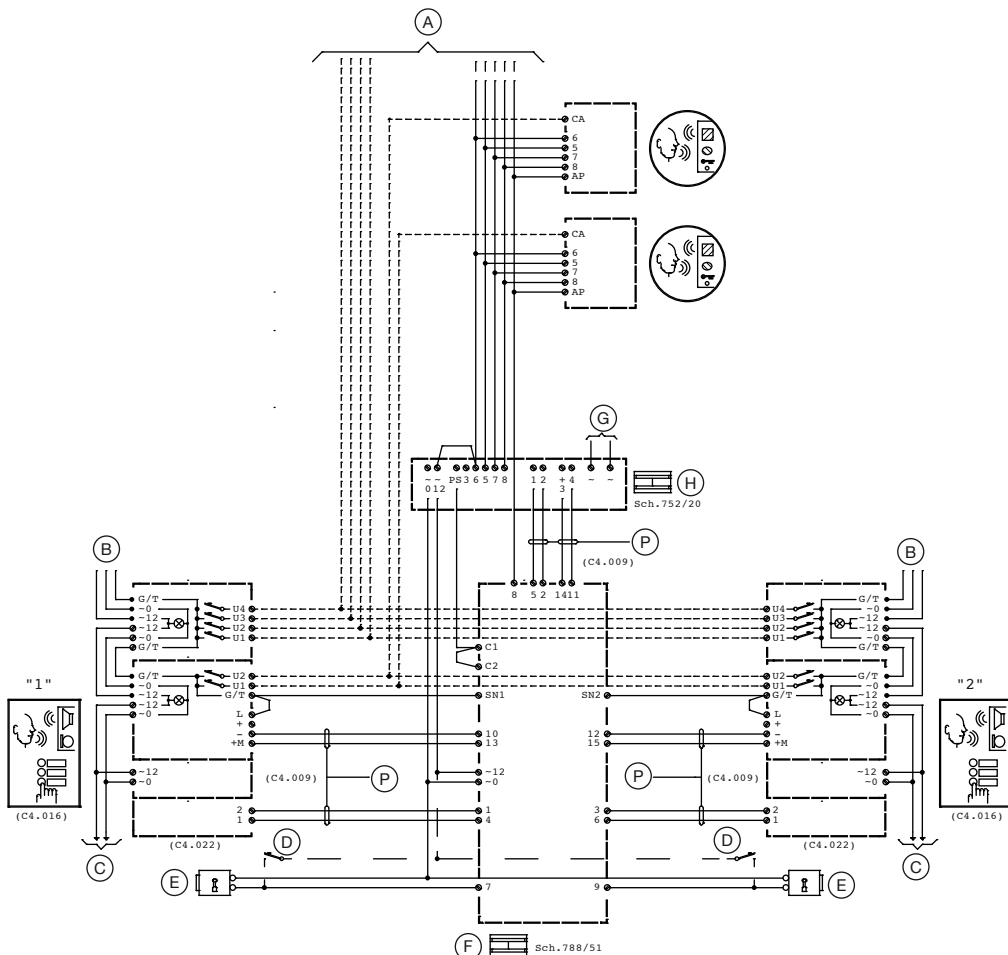 A
CA
6
5
7
8
AP
CA
6
5
7
8
AP
G
~ ~ PS 3 6 5 7 8 1 2 + 4 ~ ~
0 12 3
H
Sch.752/20
P
(C4.009)
B
B
8 5 2 14 11
G/T
~0
~12
~12
~0
G/T
U4
U3
U2
U1
U4
U3
U2
U1
G/T
~0
~12
~12
~0
G/T
C1
C2
G/T
~0
~12
~12
~0
U2
U1
G/T
L
+
-
+M
SN1
SN2
U2
U1
G/T
L
+
-
+M
G/T
~0
~12
~12
~0
"1"
"2"
10
13
12
15
(C4.009)
P
P
(C4.009)
~12
~0
~12
~0
~12
~0
(C4.016)
(C4.016)
2
1
1
4
3
6
2
1
(C4.022)
(C4.022)
C
C
D
D
E
E
7
9
F
Sch.788/51